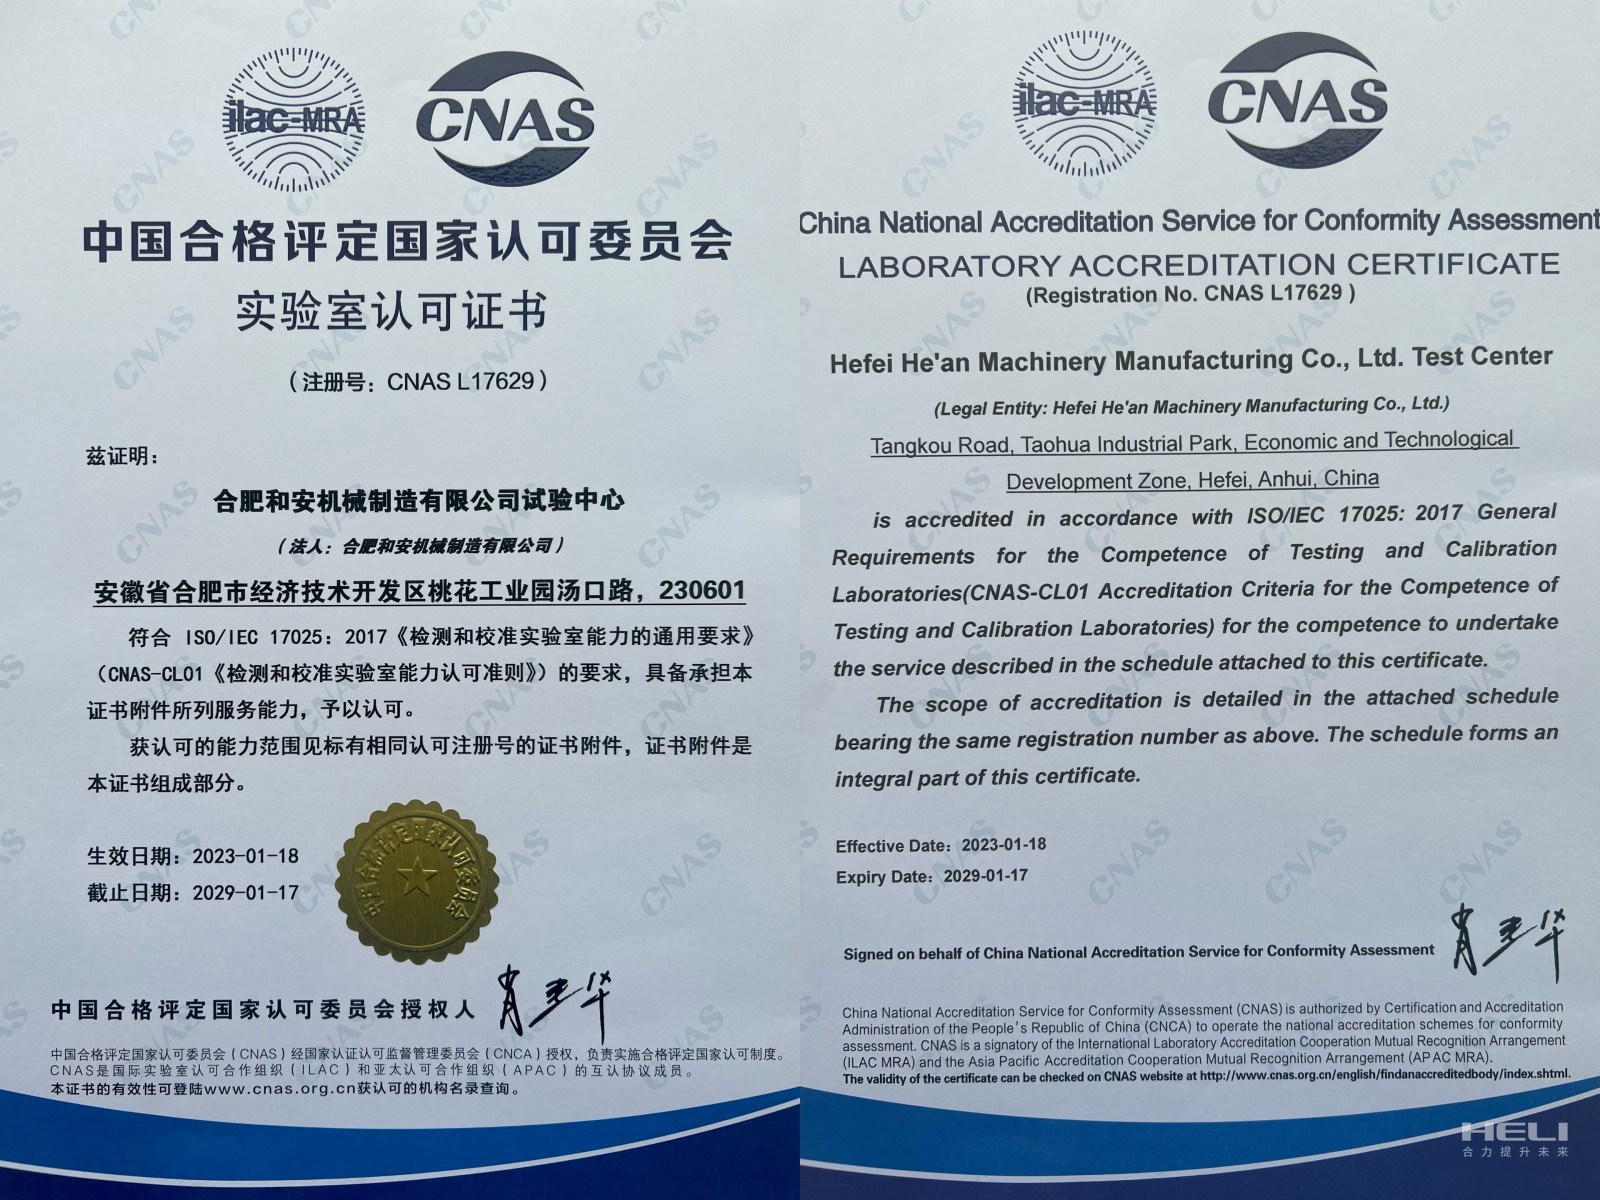 ilac-MRA
CNAS
中国合格评定国家认可委员会
实验室认可证书
（注册号：CNAS L17629）
兹证明：
合肥和安机械制造有限公司试验中心
（法人：合肥和安机械制造有限公司）
安徽省合肥市经济技术开发区桃花工业园汤口路，230601
符合 ISO/IEC 17025：2017《检测和校准实验室能力的通用要求》
（CNAS-CL01《检测和校准实验室能力认可准则》）的要求，具备承担本
证书附件所列服务能力，予以认可。
获认可的能力范围见标有相同认可注册号的证书附件，证书附件是
本证书组成部分。
生效日期：2023-01-18
截止日期：2029-01-17
中国合格评定国家认可委员会
中国合格评定国家认可委员会授权人
中国合格评定国家认可委员会（CNAS）经国家认证认可监督管理委员会（CNCA）授权，负责实施合格评定国家认可制度。
CNAS是国际实验室认可合作组织（ILAC）和亚太认可合作组织（APAC）的互认协议成员。
本证书的有效性可登陆www.cnas.org.cn获认可的机构名录查询。
ilac-MRA
CNAS
China National Accreditation Service for Conformity Assessment
LABORATORY ACCREDITATION CERTIFICATE
(Registration No. CNAS L17629 )
Hefei He'an Machinery Manufacturing Co., Ltd. Test Center
(Legal Entity: Hefei He'an Machinery Manufacturing Co., Ltd.)
Tangkou Road, Taohua Industrial Park, Economic and Technological
Development Zone, Hefei, Anhui, China
is accredited in accordance with ISO/IEC 17025: 2017 General
Requirements for the Competence of Testing and Calibration
Laboratories(CNAS-CL01 Accreditation Criteria for the Competence of
Testing and Calibration Laboratories) for the competence to undertake
the service described in the schedule attached to this certificate.
The scope of accreditation is detailed in the attached schedule
bearing the same registration number as above. The schedule forms an
integral part of this certificate.
Effective Date：2023-01-18
Expiry Date：2029-01-17
Signed on behalf of China National Accreditation Service for Conformity Assessment
China National Accreditation Service for Conformity Assessment (CNAS) is authorized by Certification and Accreditation
Administration of the People's Republic of China (CNCA) to operate the national accreditation schemes for conformity
assessment. CNAS is a signatory of the International Laboratory Accreditation Cooperation Mutual Recognition Arrangement
(ILAC MRA) and the Asia Pacific Accreditation Cooperation Mutual Recognition Arrangement (APAC MRA).
The validity of the certificate can be checked on CNAS website at http://www.cnas.org.cn/english/findanaccreditedbody/index.shtml.
HELI
合力提升未来